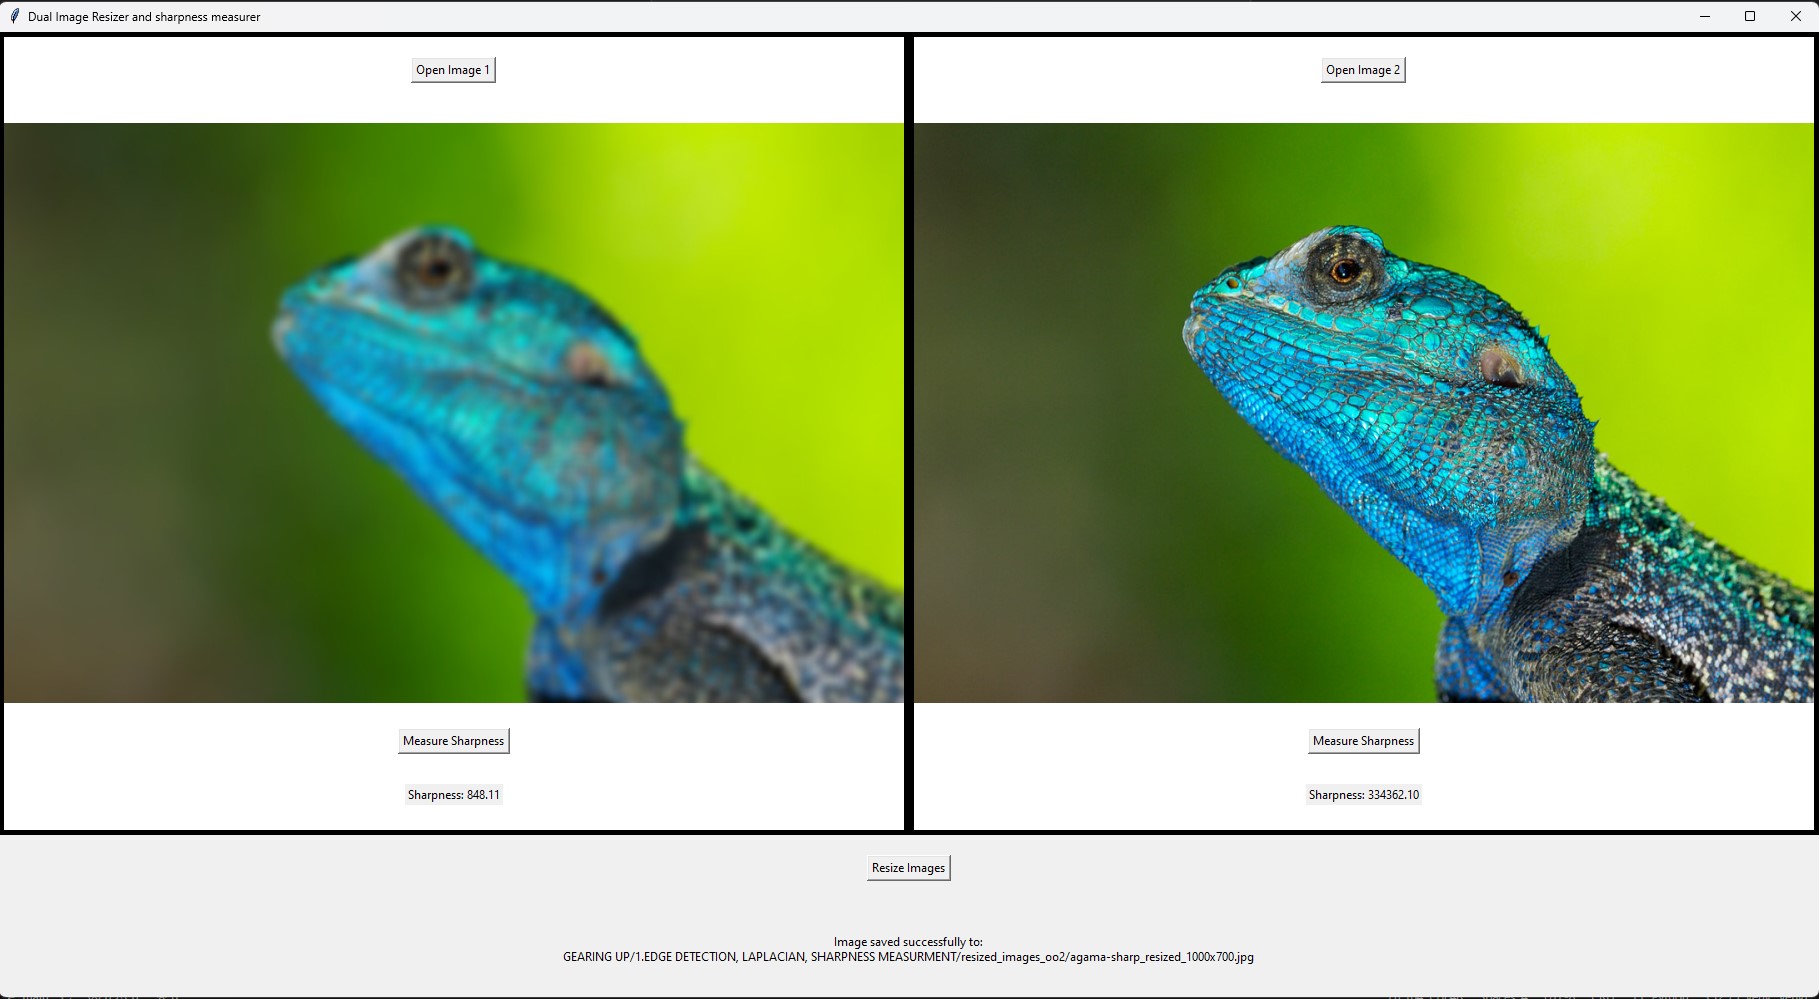 Dual Image Resizer and sharpness measurer
Open Image 1
Open Image 2
Measure Sharpness
Measure Sharpness
Sharpness: 848.11
Sharpness: 334362.10
Resize Images
Image saved successfully to:
GEARING UP/1.EDGE DETECTION, LAPLACIAN, SHARPNESS MEASURMENT/resized_images_oo2/agama-sharp_resized_1000x700.jpg